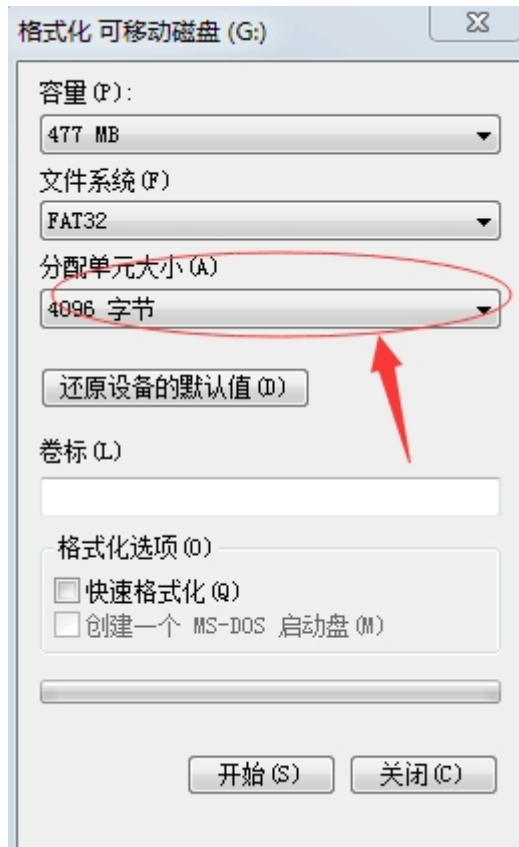 格式化 可移动磁盘 (G:)
容量(P):
477 MB
文件系统(F)
FAT32
分配单元大小(A)
4096 字节
还原设备的默认值(D)
卷标(L)
格式化选项(O)
快速格式化(Q)
创建一个 MS-DOS 启动盘(M)
开始(S) 关闭(C)